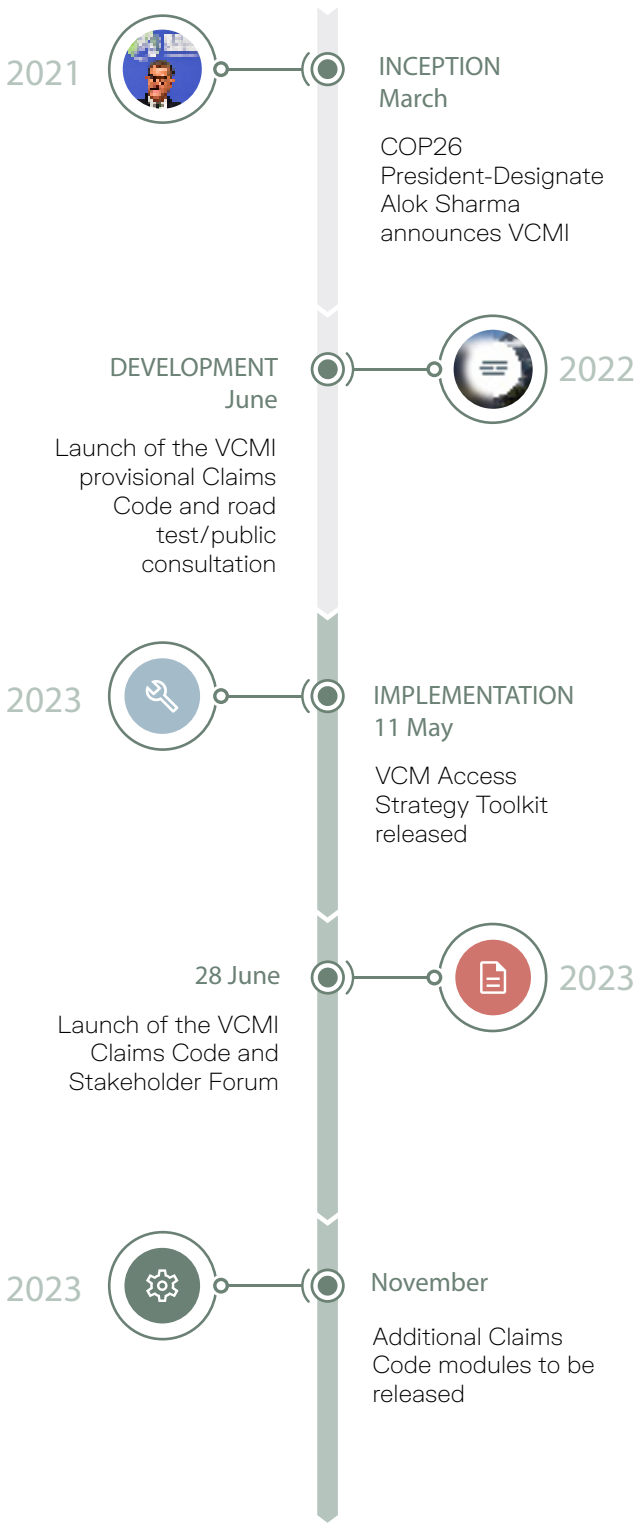 2021
INCEPTION
March
COP26
President-Designate
Alok Sharma
announces VCMI
DEVELOPMENT
June
2022
Launch of the VCMI
provisional Claims
Code and road
test/public
consultation
2023
IMPLEMENTATION
11 May
VCM Access
Strategy Toolkit
released
28 June
2023
Launch of the VCMI
Claims Code and
Stakeholder Forum
2023
November
Additional Claims
Code modules to be
released